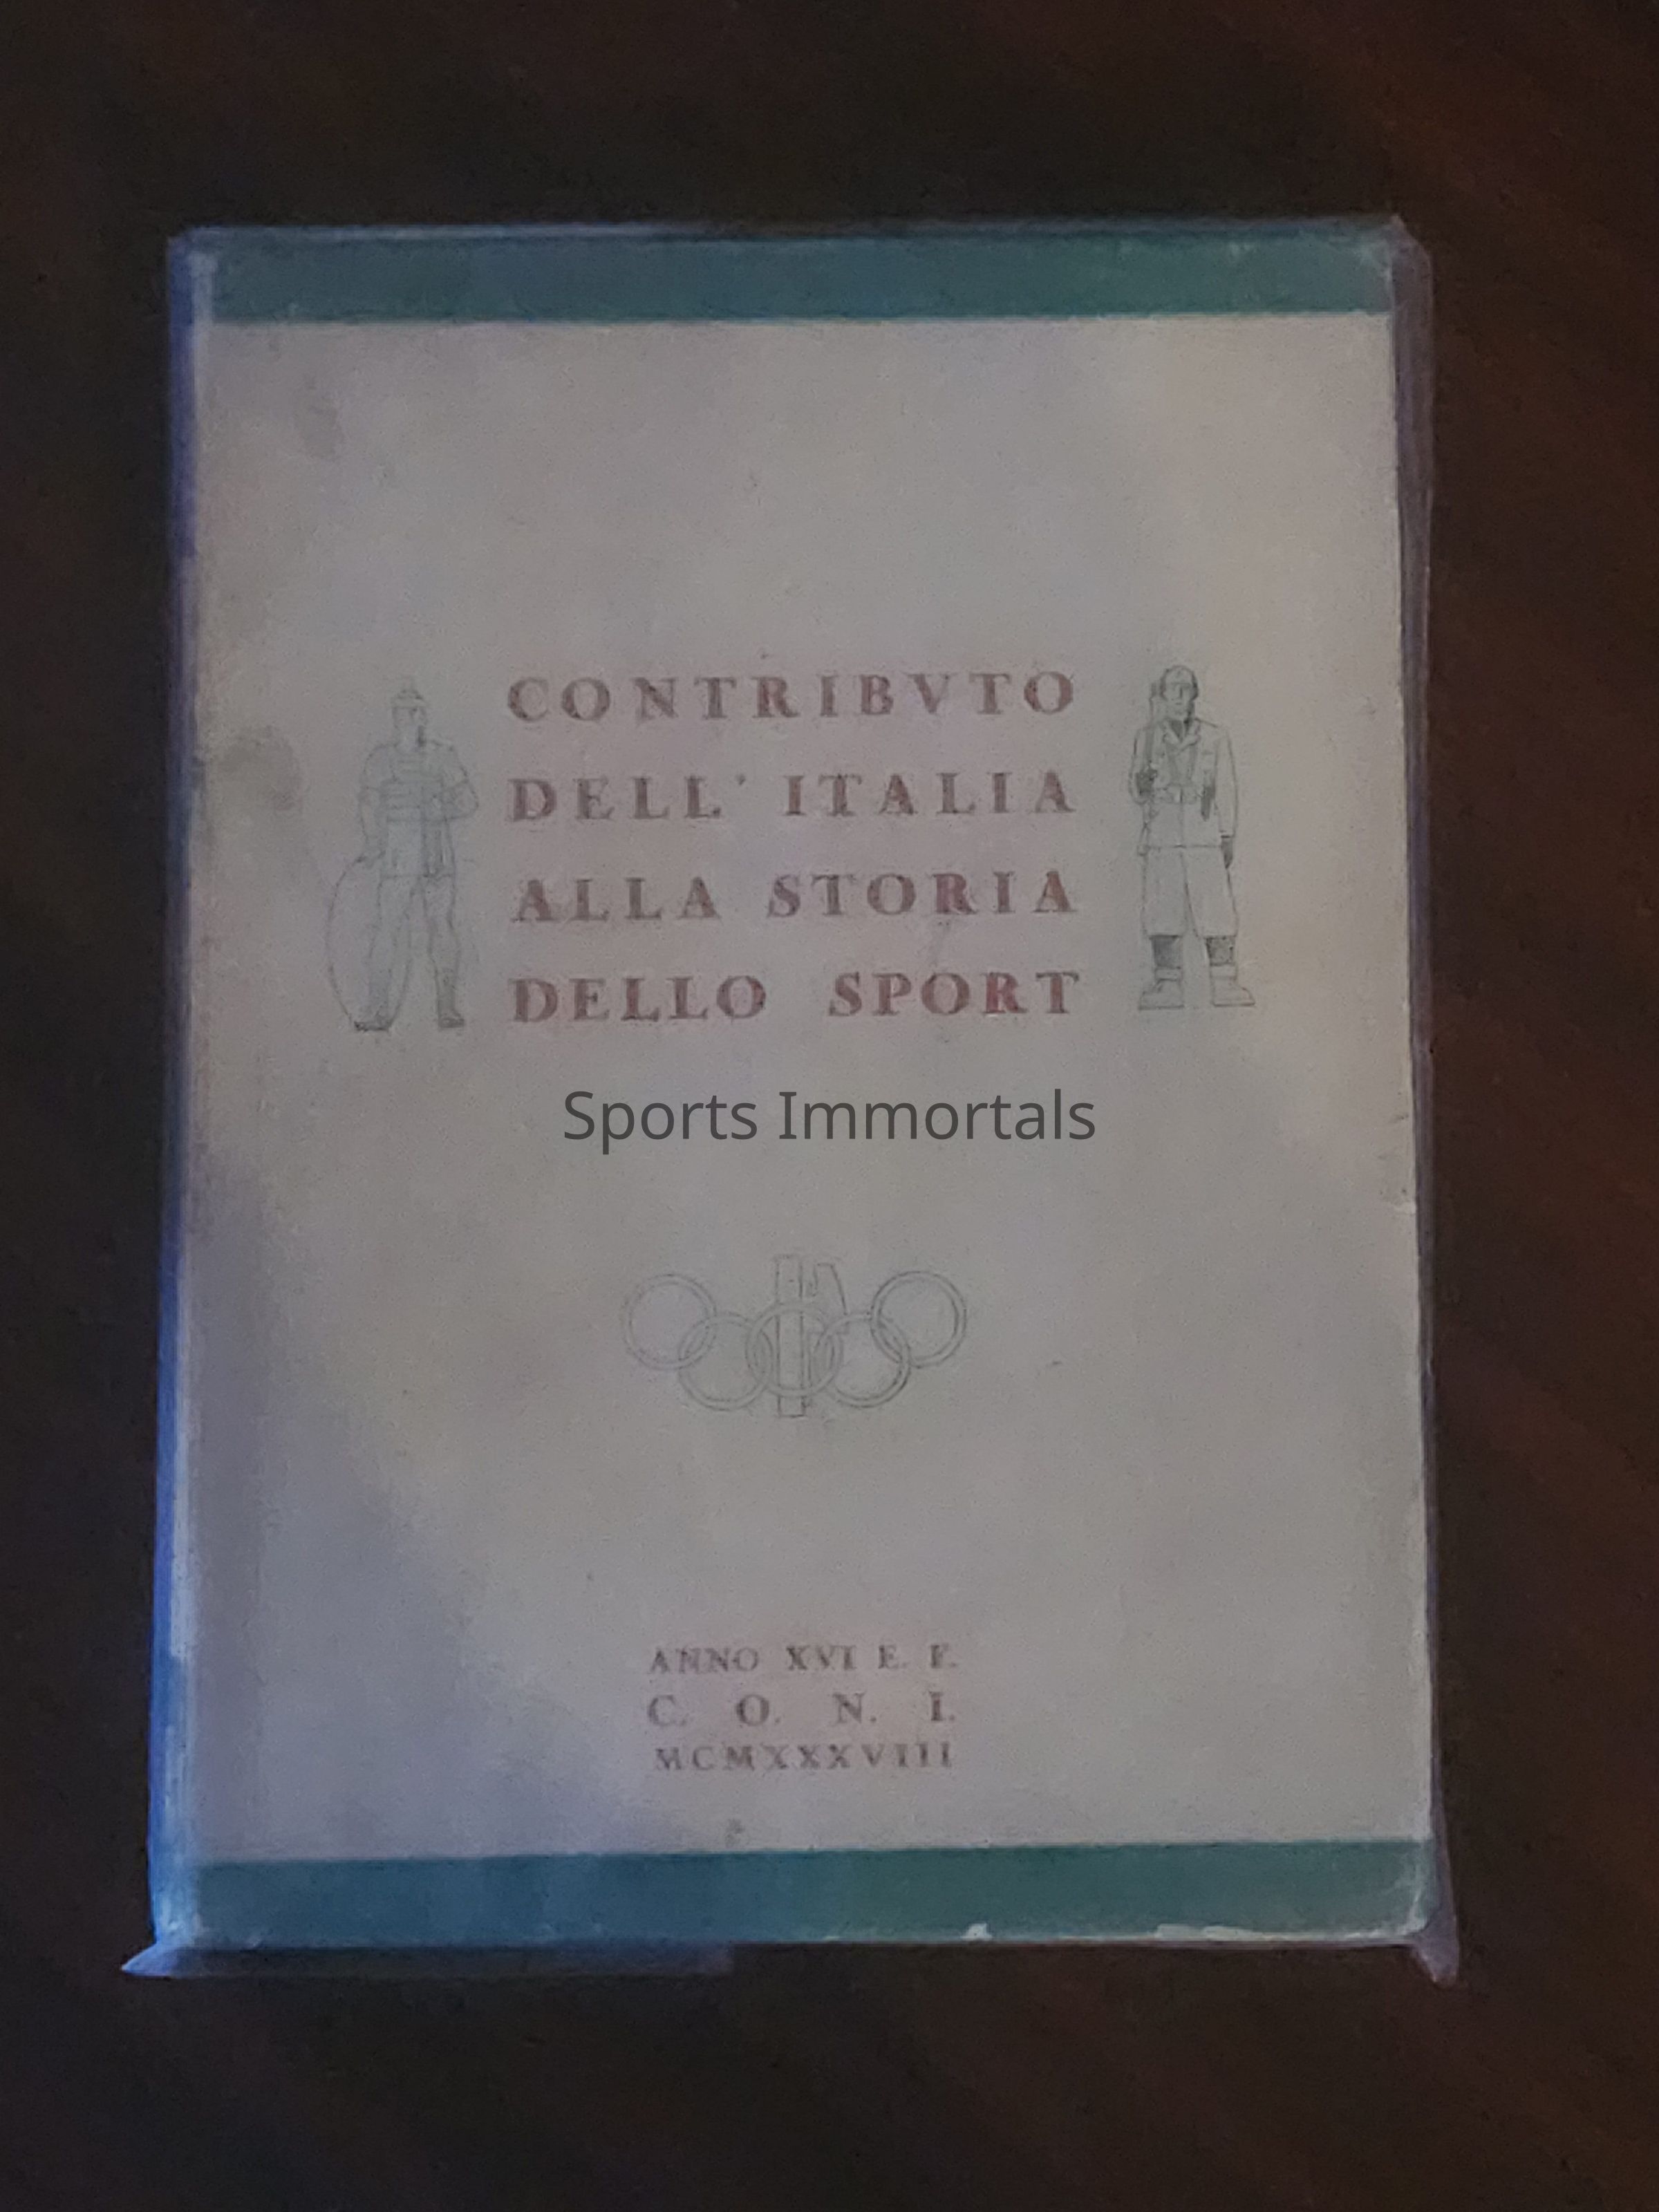 CONTRIBVTO
DELL' ITALIA
ALLA STORIA
DELLO SPORT
Sports Immortals
ANNO XVI E. F.
C. O. N. I.
MCMXXXVIII